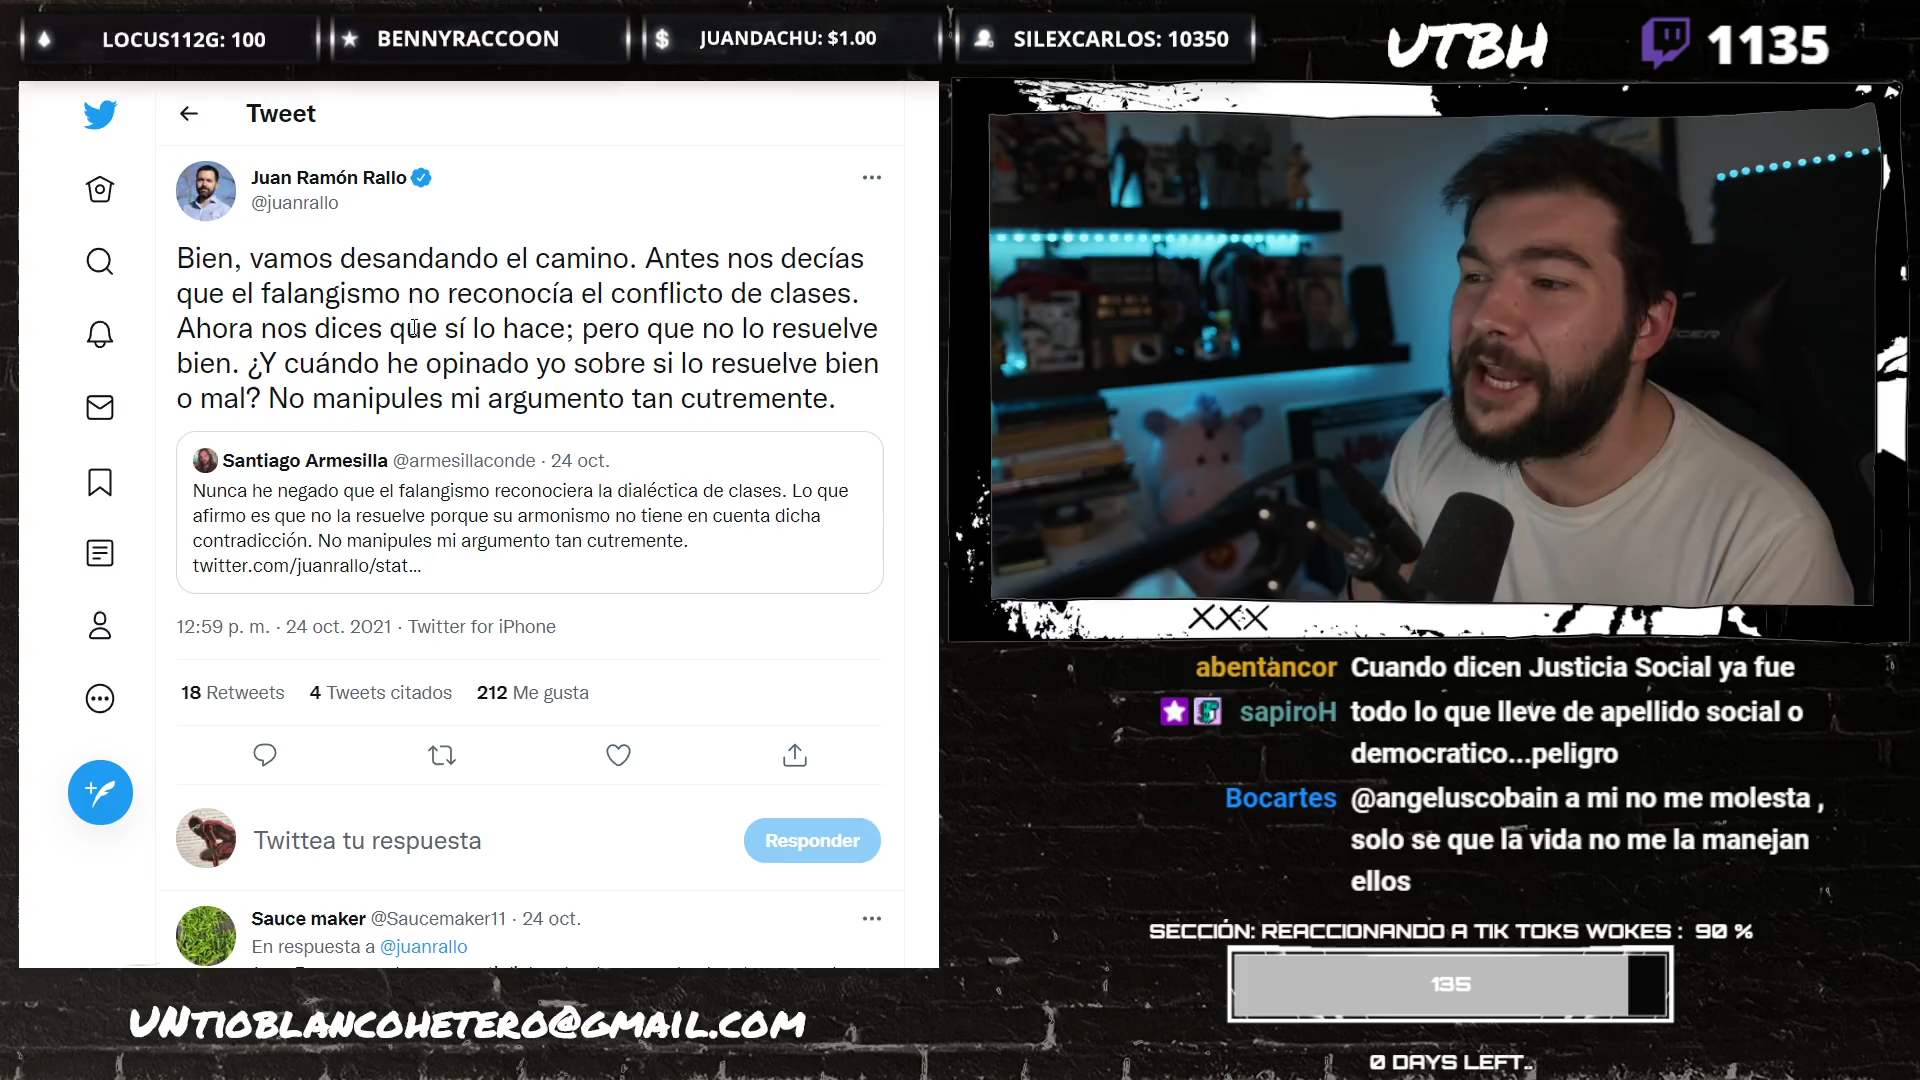 LOCUS112G: 100
BENNYRACCOON
JUANDACHU: $1.00
SILEXCARLOS: 10350
UTBH
1135
Tweet
Juan Ramón Rallo
@juanrallo
Bien, vamos desandando el camino. Antes nos decías
que el falangismo no reconocía el conflicto de clases.
Ahora nos dices que sí lo hace; pero que no lo resuelve
bien. ¿Y cuándo he opinado yo sobre si lo resuelve bien
o mal? No manipules mi argumento tan cutremente.
Santiago Armesilla @armesillaconde · 24 oct.
Nunca he negado que el falangismo reconociera la dialéctica de clases. Lo que
afirmo es que no la resuelve porque su armonismo no tiene en cuenta dicha
contradicción. No manipules mi argumento tan cutremente.
twitter.com/juanrallo/stat...
12:59 p. m. · 24 oct. 2021 · Twitter for iPhone
18 Retweets 4 Tweets citados 212 Me gusta
Twittea tu respuesta
Responder
Sauce maker @Saucemaker11 · 24 oct.
En respuesta a @juanrallo
UNtioblancohetero@gmail.com
XXX
abentancor Cuando dicen Justicia Social ya fue
sapiroH todo lo que lleve de apellido social o
democratico...peligro
Bocartes @angeluscobain a mi no me molesta ,
solo se que la vida no me la manejan
ellos
SECCIÓN: REACCIONANDO A TIK TOKS WOKES : 90 %
135
0 DAYS LEFT..